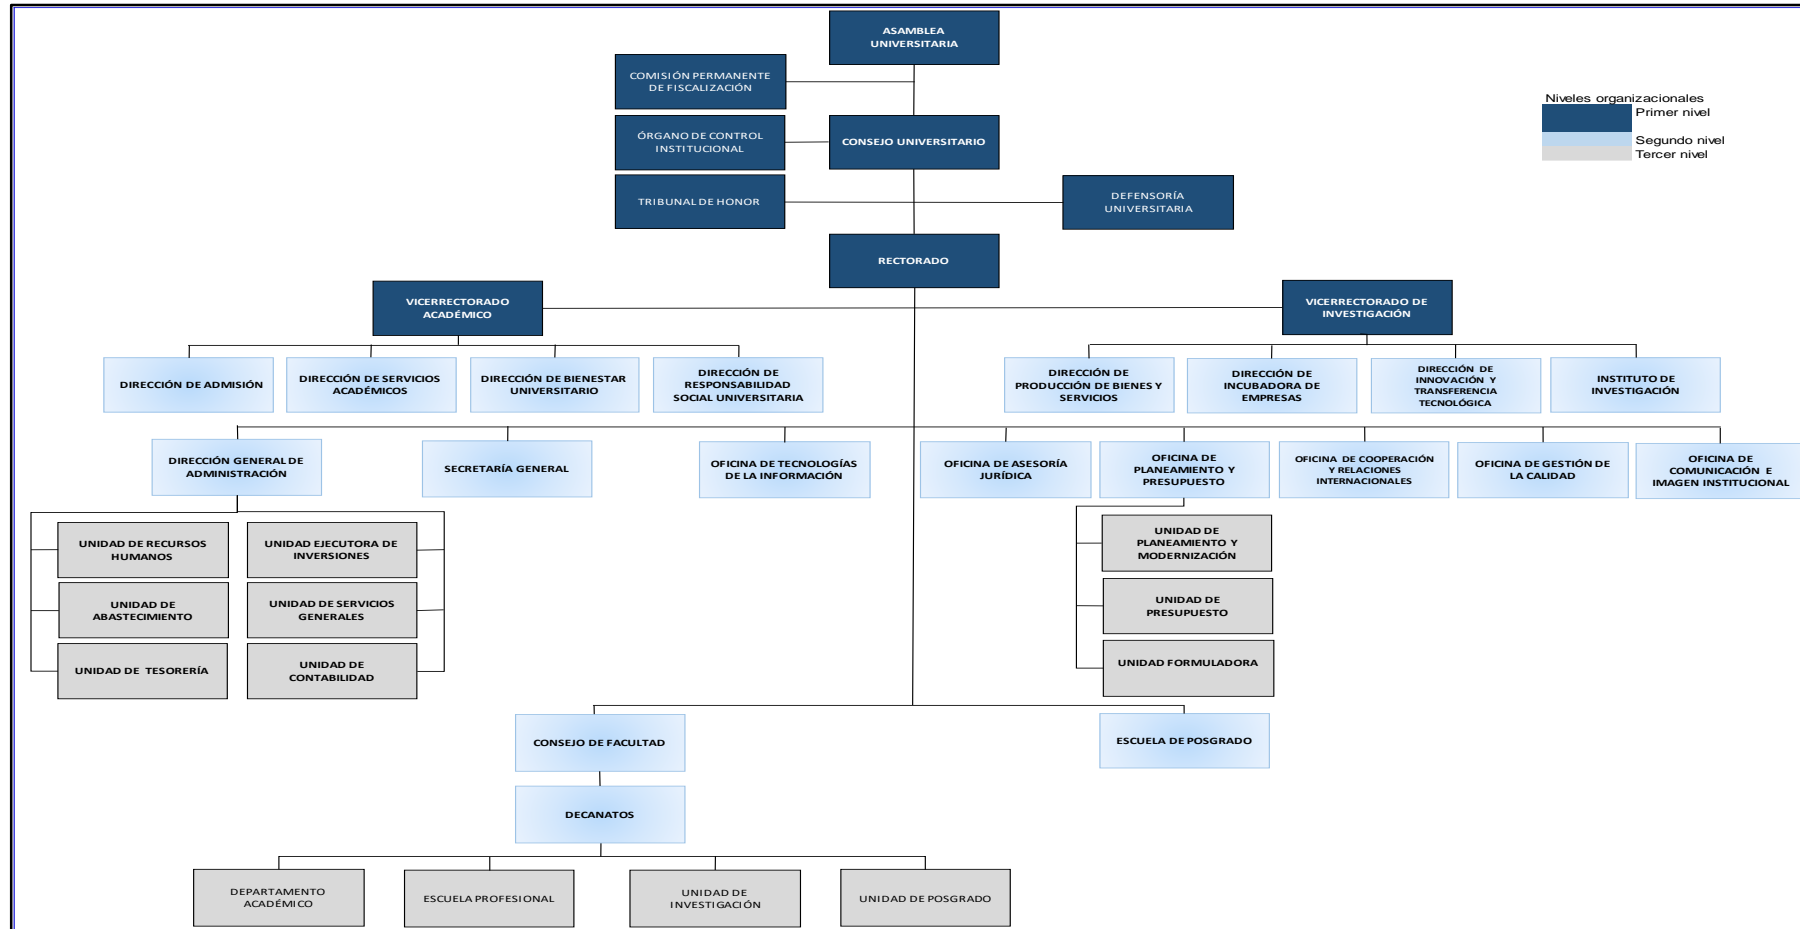 ASAMBLEA
UNIVERSITARIA
COMISIÓN PERMANENTE
DE FISCALIZACIÓN
Niveles organizacionales
Primer nivel
Segundo nivel
Tercer nivel
ÓRGANO DE CONTROL
INSTITUCIONAL
CONSEJO UNIVERSITARIO
TRIBUNAL DE HONOR
DEFENSORÍA
UNIVERSITARIA
RECTORADO
VICERRECTORADO
ACADÉMICO
VICERRECTORADO DE
INVESTIGACIÓN
DIRECCIÓN DE ADMISIÓN
DIRECCIÓN DE SERVICIOS
ACADÉMICOS
DIRECCIÓN DE BIENESTAR
UNIVERSITARIO
DIRECCIÓN DE
RESPONSABILIDAD
SOCIAL UNIVERSITARIA
DIRECCIÓN DE
PRODUCCIÓN DE BIENES Y
SERVICIOS
DIRECCIÓN DE
INCUBADORA DE
EMPRESAS
DIRECCIÓN DE
INNOVACIÓN Y
TRANSFERENCIA
TECNOLÓGICA
INSTITUTO DE
INVESTIGACIÓN
DIRECCIÓN GENERAL DE
ADMINISTRACIÓN
SECRETARÍA GENERAL
OFICINA DE TECNOLOGÍAS
DE LA INFORMACIÓN
OFICINA DE ASESORÍA
JURÍDICA
OFICINA DE
PLANEAMIENTO Y
PRESUPUESTO
OFICINA DE COOPERACIÓN
Y RELACIONES
INTERNACIONALES
OFICINA DE GESTIÓN DE
LA CALIDAD
OFICINA DE
COMUNICACIÓN E
IMAGEN INSTITUCIONAL
UNIDAD DE RECURSOS
HUMANOS
UNIDAD EJECUTORA DE
INVERSIONES
UNIDAD DE
PLANEAMIENTO Y
MODERNIZACIÓN
UNIDAD DE
ABASTECIMIENTO
UNIDAD DE SERVICIOS
GENERALES
UNIDAD DE
PRESUPUESTO
UNIDAD DE TESORERÍA
UNIDAD DE
CONTABILIDAD
UNIDAD FORMULADORA
CONSEJO DE FACULTAD
ESCUELA DE POSGRADO
DECANATOS
DEPARTAMENTO
ACADÉMICO
ESCUELA PROFESIONAL
UNIDAD DE
INVESTIGACIÓN
UNIDAD DE POSGRADO